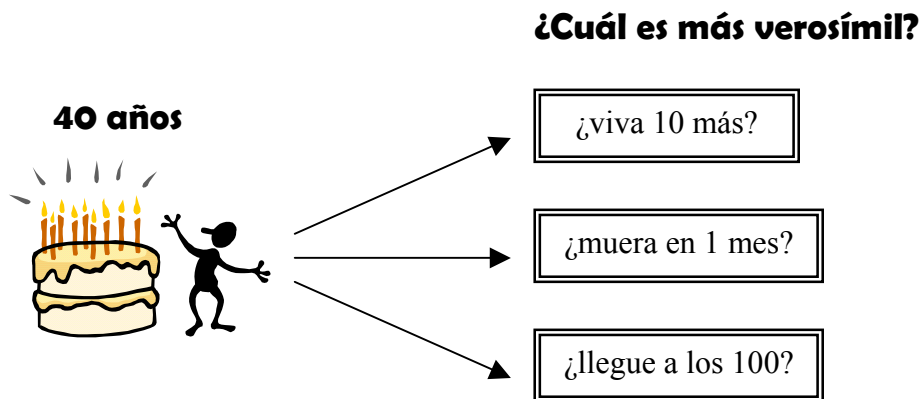 ¿Cuál es más verosímil?
40 años
¿viva 10 más?
¿muera en 1 mes?
¿llegue a los 100?